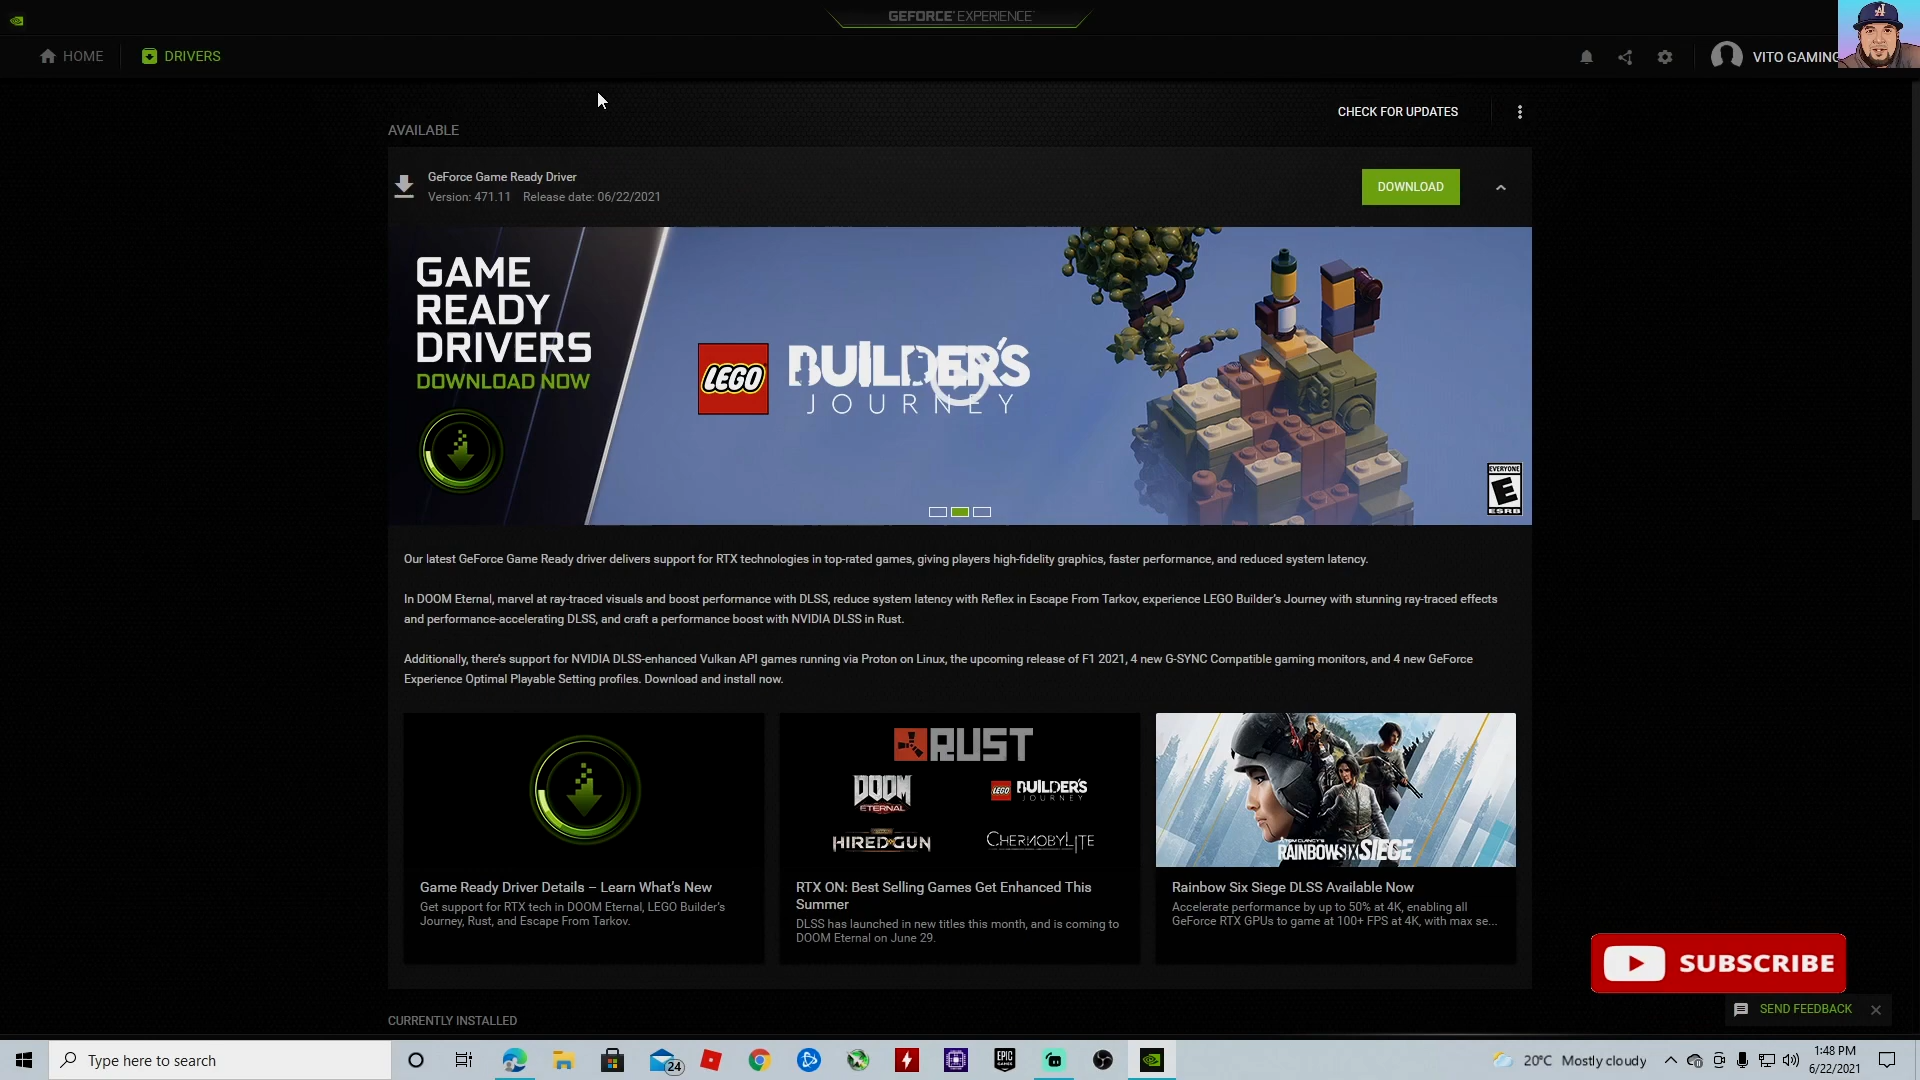 GEFORCE EXPERIENCE
HOME
DRIVERS
VITO GAMING
CHECK FOR UPDATES
AVAILABLE
GeForce Game Ready Driver
Version: 471.11 Release date: 06/22/2021
DOWNLOAD
GAME
READY
DRIVERS
DOWNLOAD NOW
LEGO
BUILDER'S
JOURNEY
EVERYONE
E
ESRB
Our latest GeForce Game Ready driver delivers support for RTX technologies in top-rated games, giving players high-fidelity graphics, faster performance, and reduced system latency.
In DOOM Eternal, marvel at ray-traced visuals and boost performance with DLSS, reduce system latency with Reflex in Escape From Tarkov, experience LEGO Builder's Journey with stunning ray-traced effects
and performance-accelerating DLSS, and craft a performance boost with NVIDIA DLSS in Rust.
Additionally, there's support for NVIDIA DLSS-enhanced Vulkan API games running via Proton on Linux, the upcoming release of F1 2021, 4 new G-SYNC Compatible gaming monitors, and 4 new GeForce
Experience Optimal Playable Setting profiles. Download and install now.
RUST
DOOM
ETERNAL
LEGO BUILDER'S
JOURNEY
HIRED GUN
CHERNOBYLITE
RAINBOWSIX SIEGE
Game Ready Driver Details – Learn What's New
Get support for RTX tech in DOOM Eternal, LEGO Builder's
Journey, Rust, and Escape From Tarkov.
RTX ON: Best Selling Games Get Enhanced This
Summer
DLSS has launched in new titles this month, and is coming to
DOOM Eternal on June 29.
Rainbow Six Siege DLSS Available Now
Accelerate performance by up to 50% at 4K, enabling all
GeForce RTX GPUs to game at 100+ FPS at 4K, with max se...
SUBSCRIBE
SEND FEEDBACK
CURRENTLY INSTALLED
Type here to search
24
EPIC
GAMES
20°C Mostly cloudy
1:48 PM
6/22/2021